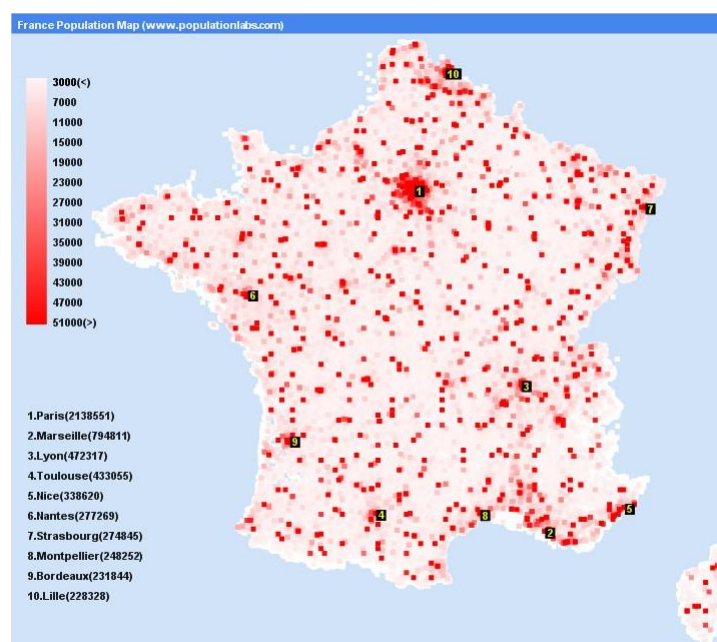 France Population Map (www.populationlabs.com)
3000(<)
7000
11000
15000
19000
23000
27000
31000
35000
39000
43000
47000
51000(>)
1.Paris(2138551)
2.Marseille(794811)
3.Lyon(472317)
4.Toulouse(433055)
5.Nice(338620)
6.Nantes(277269)
7.Strasbourg(274845)
8.Montpellier(248252)
9.Bordeaux(231844)
10.Lille(228328)
10
1
7
6
3
9
4
8
5
2